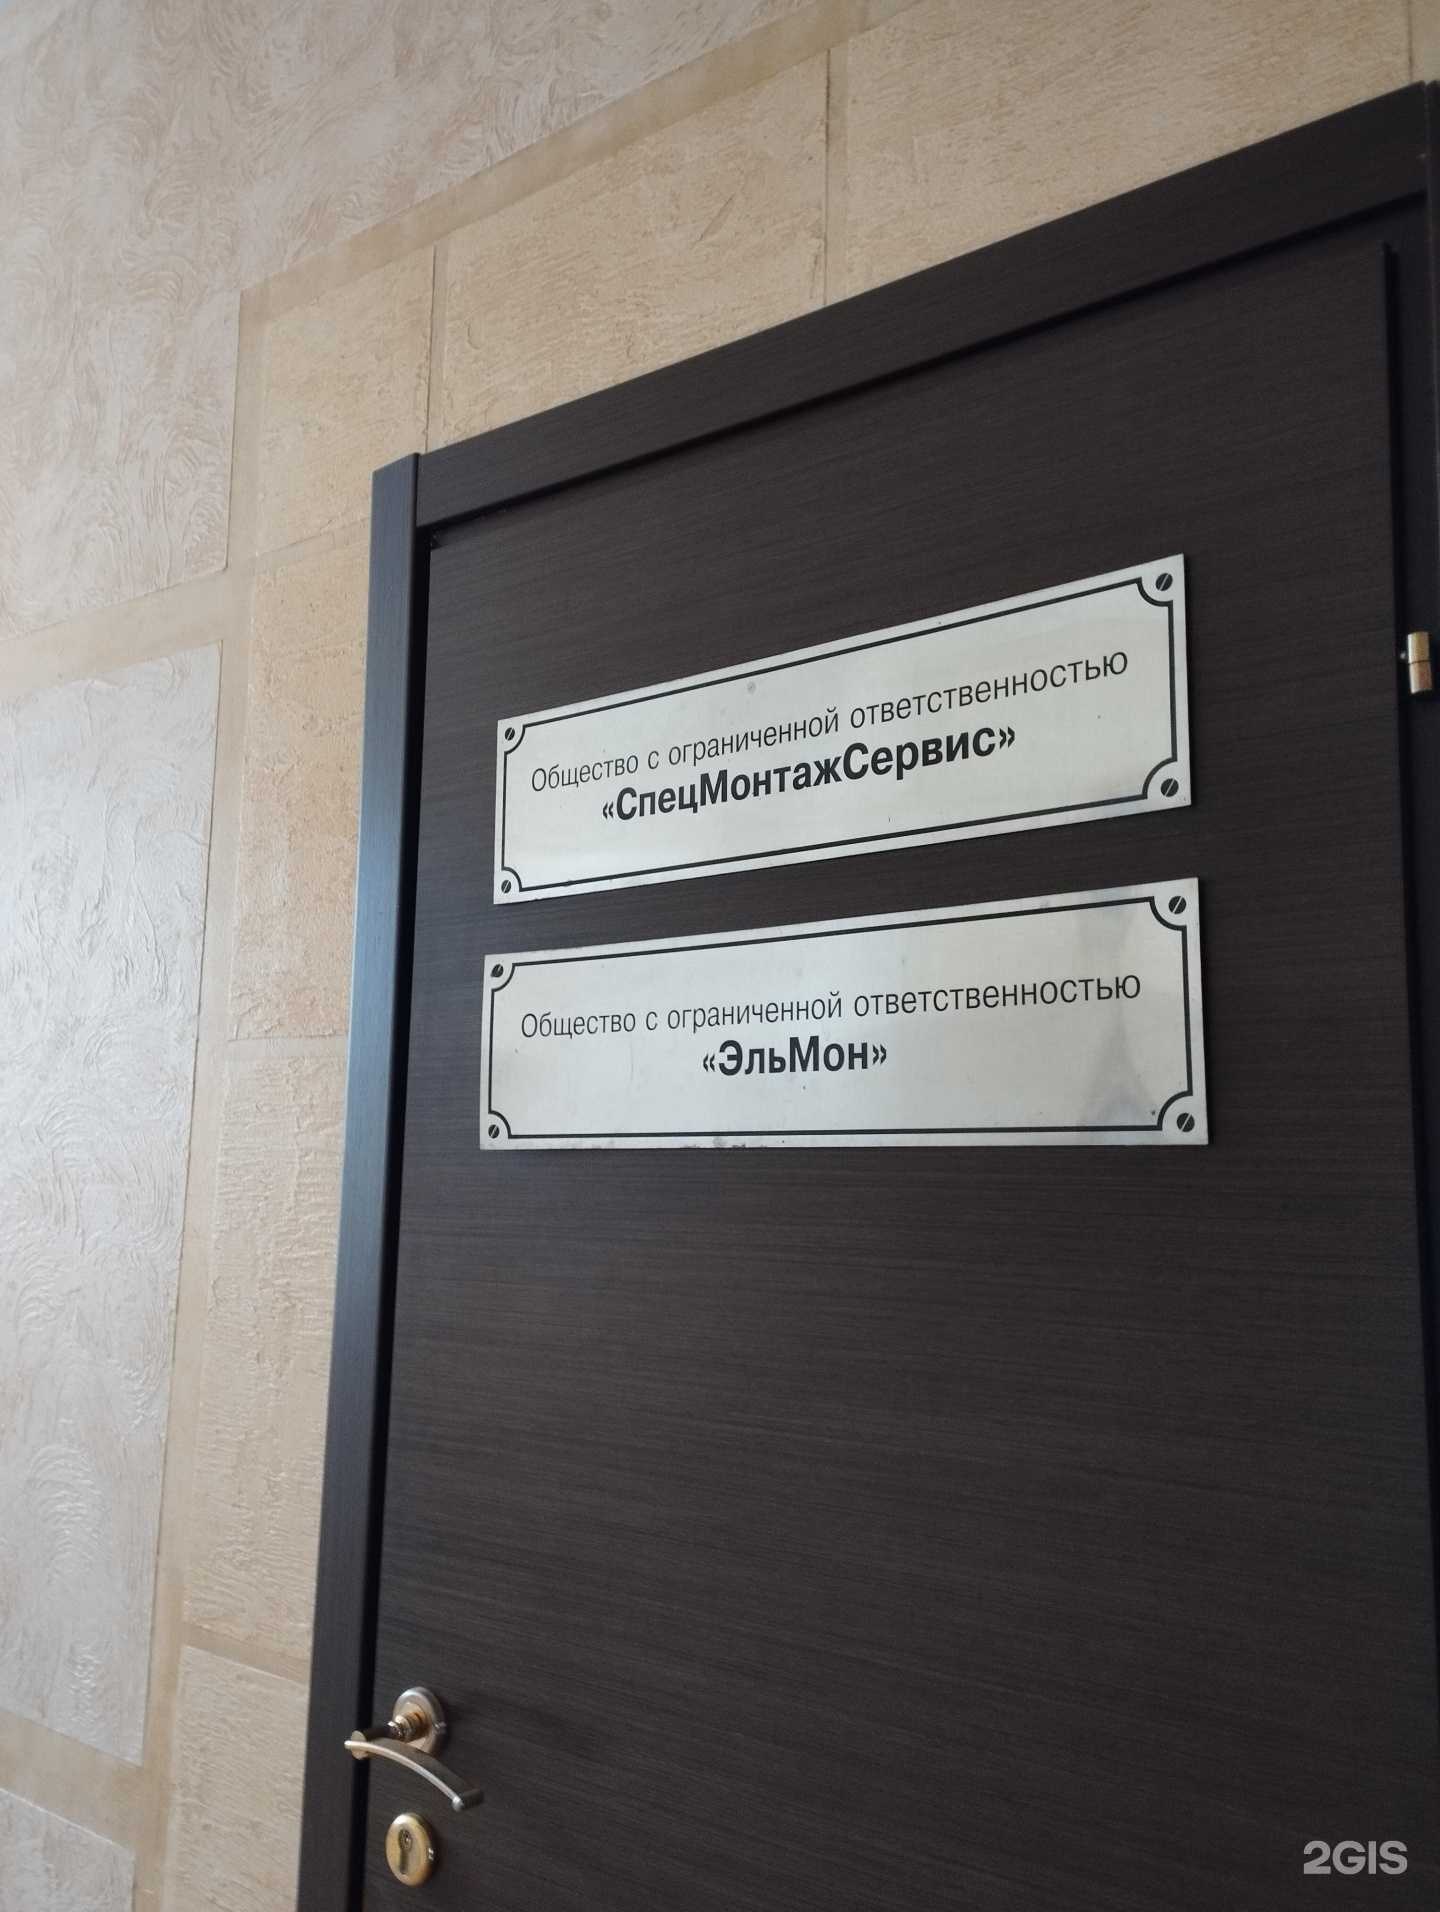 Общество с ограниченной ответственностью
«СпецМонтажСервис»
Общество с ограниченной ответственностью
«ЭльМон»
2GIS